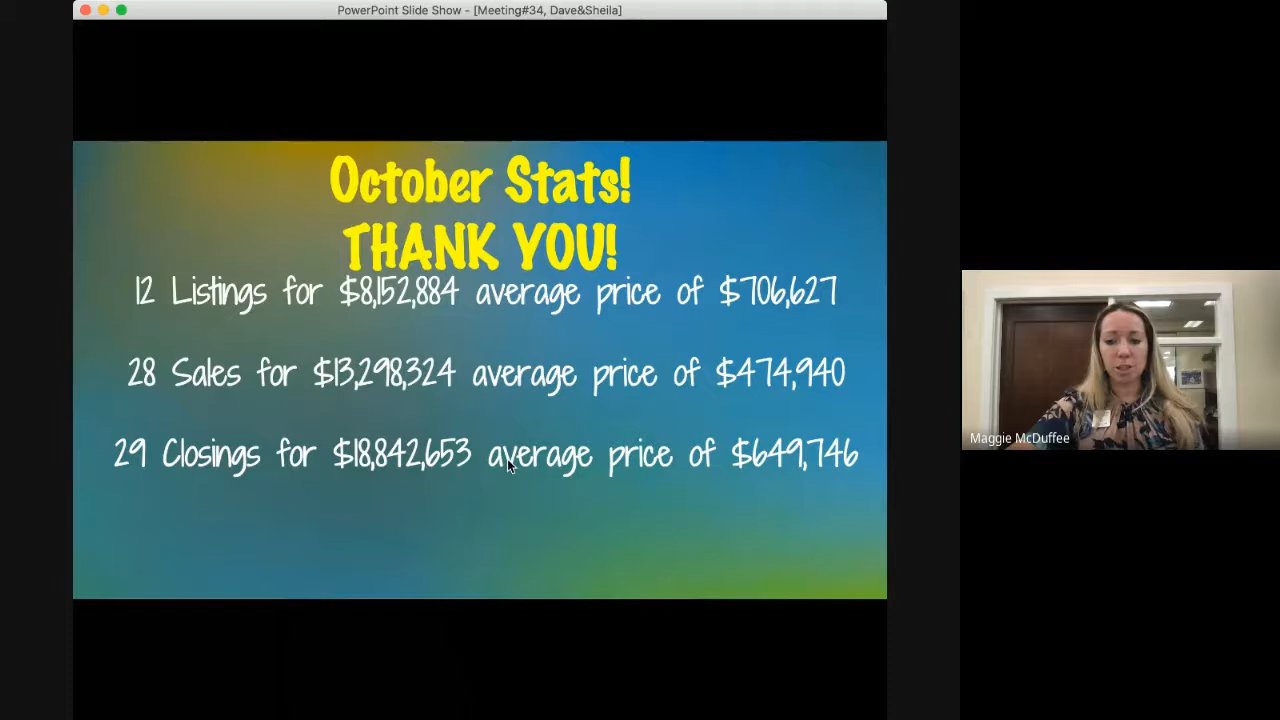 PowerPoint Slide Show - [Meeting#34, Dave&Sheila]
October Stats!
THANK YOU!
12 Listings for $8,152,884 average price of $706,627
28 Sales for $13,298,324 average price of $474,940
29 Closings for $18,842,653 average price of $649,746
Maggie McDuffee